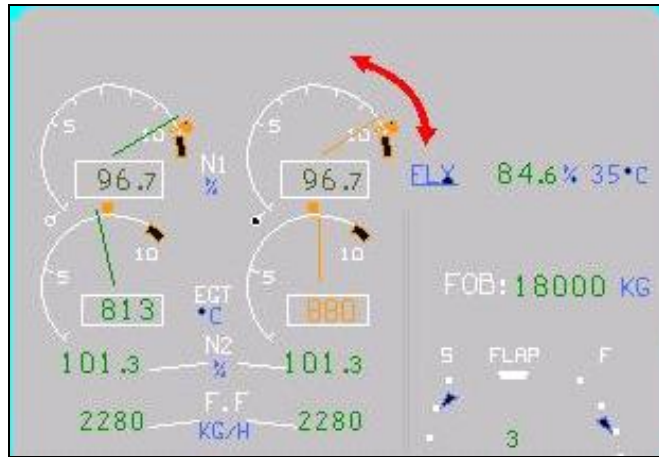 5 10 5 10
96.7 N1 % 96.7 FLX 84.6% 35°C
5 10 5 10
813 EGT °C 880 FOB: 18000 KG
101.3 N2 % 101.3 S FLAP F
2280 F.F KG/H 2280 3